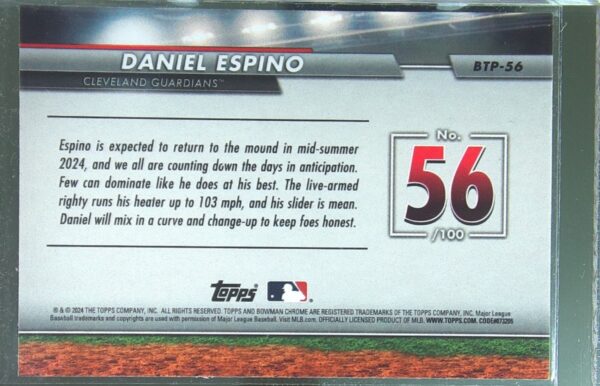 DANIEL ESPINO
BTP-56
CLEVELAND GUARDIANS™
Espino is expected to return to the mound in mid-summer
2024, and we all are counting down the days in anticipation.
Few can dominate like he does at his best. The live-armed
righty runs his heater up to 103 mph, and his slider is mean.
Daniel will mix in a curve and change-up to keep foes honest.
No.
56
/100
topps
® & © 2024 THE TOPPS COMPANY, INC. ALL RIGHTS RESERVED. TOPPS AND BOWMAN CHROME ARE REGISTERED TRADEMARKS OF THE TOPPS COMPANY, INC. Major League
Baseball trademarks and copyrights are used with permission of Major League Baseball. Visit MLB.com. OFFICIALLY LICENSED PRODUCT OF MLB. WWW.TOPPS.COM.